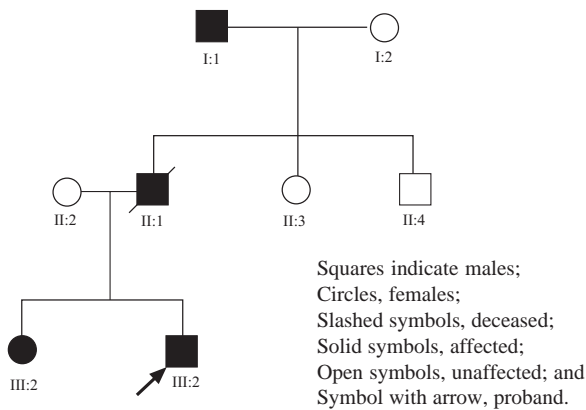 I:1
I:2
II:2
II:1
II:3
II:4
Squares indicate males;
Circles, females;
Slashed symbols, deceased;
Solid symbols, affected;
Open symbols, unaffected; and
Symbol with arrow, proband.
III:2
III:2